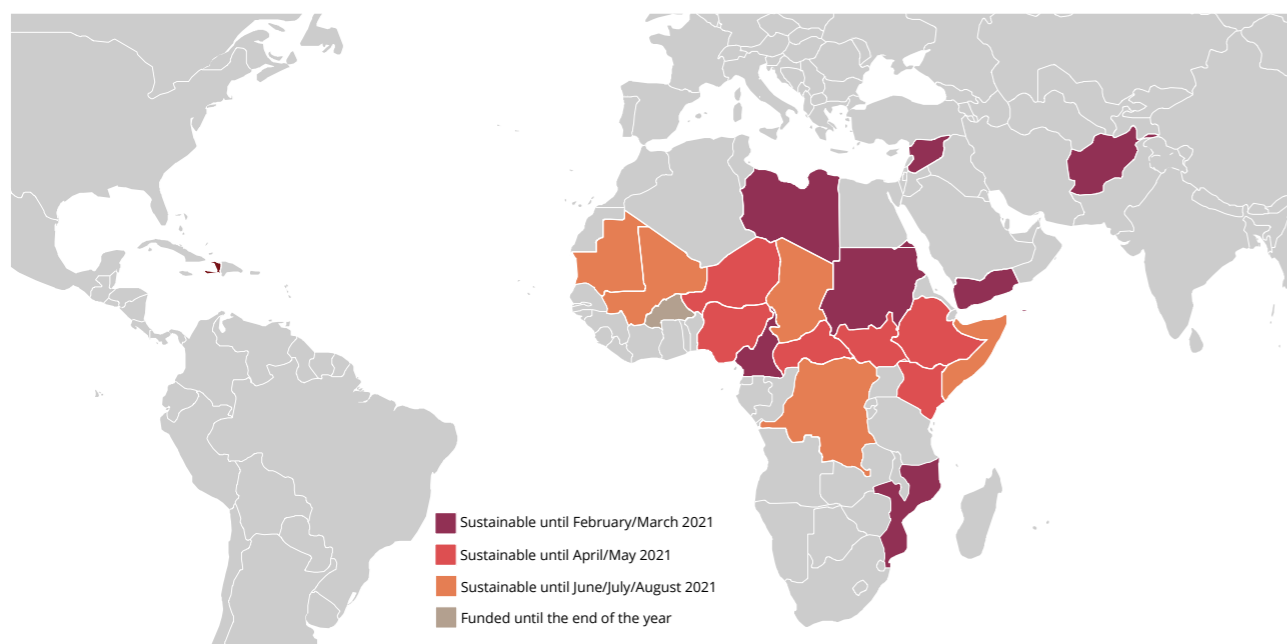 Sustainable until February/March 2021
Sustainable until April/May 2021
Sustainable until June/July/August 2021
Funded until the end of the year